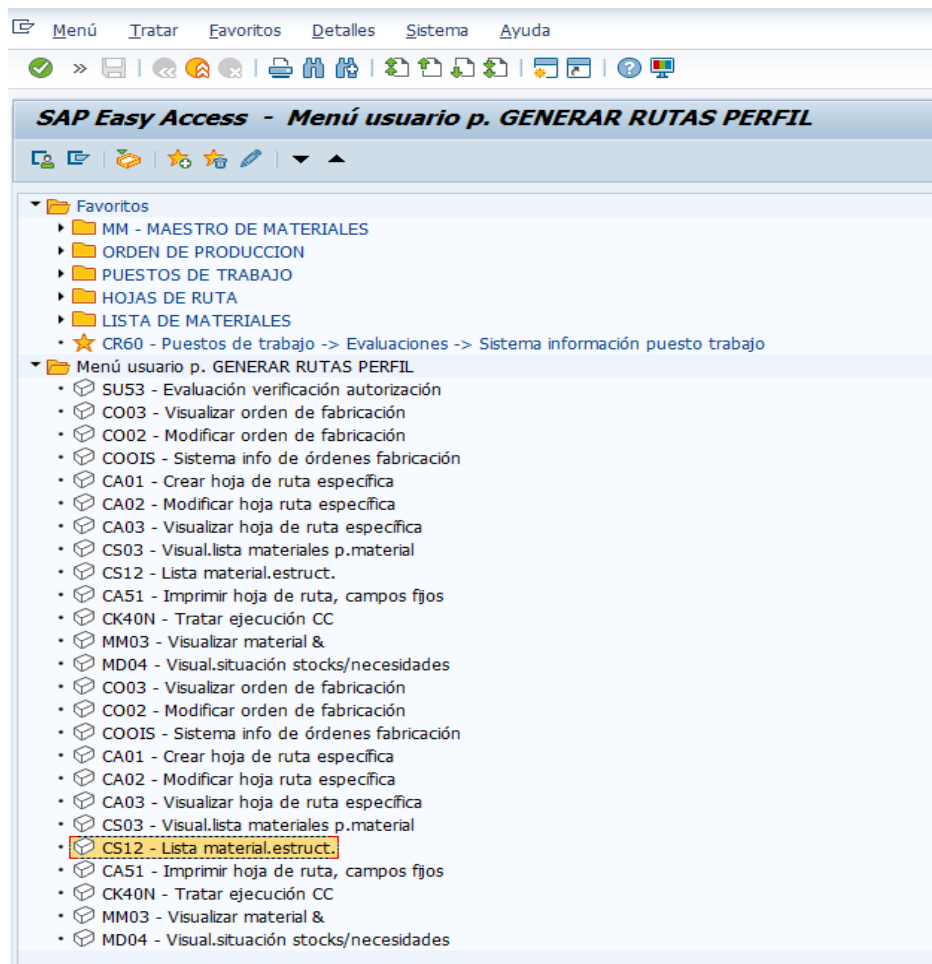 Menú Tratar Favoritos Detalles Sistema Ayuda
SAP Easy Access - Menú usuario p. GENERAR RUTAS PERFIL
Favoritos
MM - MAESTRO DE MATERIALES
ORDEN DE PRODUCCION
PUESTOS DE TRABAJO
HOJAS DE RUTA
LISTA DE MATERIALES
CR60 - Puestos de trabajo -> Evaluaciones -> Sistema información puesto trabajo
Menú usuario p. GENERAR RUTAS PERFIL
SU53 - Evaluación verificación autorización
CO03 - Visualizar orden de fabricación
CO02 - Modificar orden de fabricación
COOIS - Sistema info de órdenes fabricación
CA01 - Crear hoja de ruta específica
CA02 - Modificar hoja ruta específica
CA03 - Visualizar hoja de ruta específica
CS03 - Visual.lista materiales p.material
CS12 - Lista material.estruct.
CA51 - Imprimir hoja de ruta, campos fijos
CK40N - Tratar ejecución CC
MM03 - Visualizar material &
MD04 - Visual.situación stocks/necesidades
CO03 - Visualizar orden de fabricación
CO02 - Modificar orden de fabricación
COOIS - Sistema info de órdenes fabricación
CA01 - Crear hoja de ruta específica
CA02 - Modificar hoja ruta específica
CA03 - Visualizar hoja de ruta específica
CS03 - Visual.lista materiales p.material
CS12 - Lista material.estruct.
CA51 - Imprimir hoja de ruta, campos fijos
CK40N - Tratar ejecución CC
MM03 - Visualizar material &
MD04 - Visual.situación stocks/necesidades